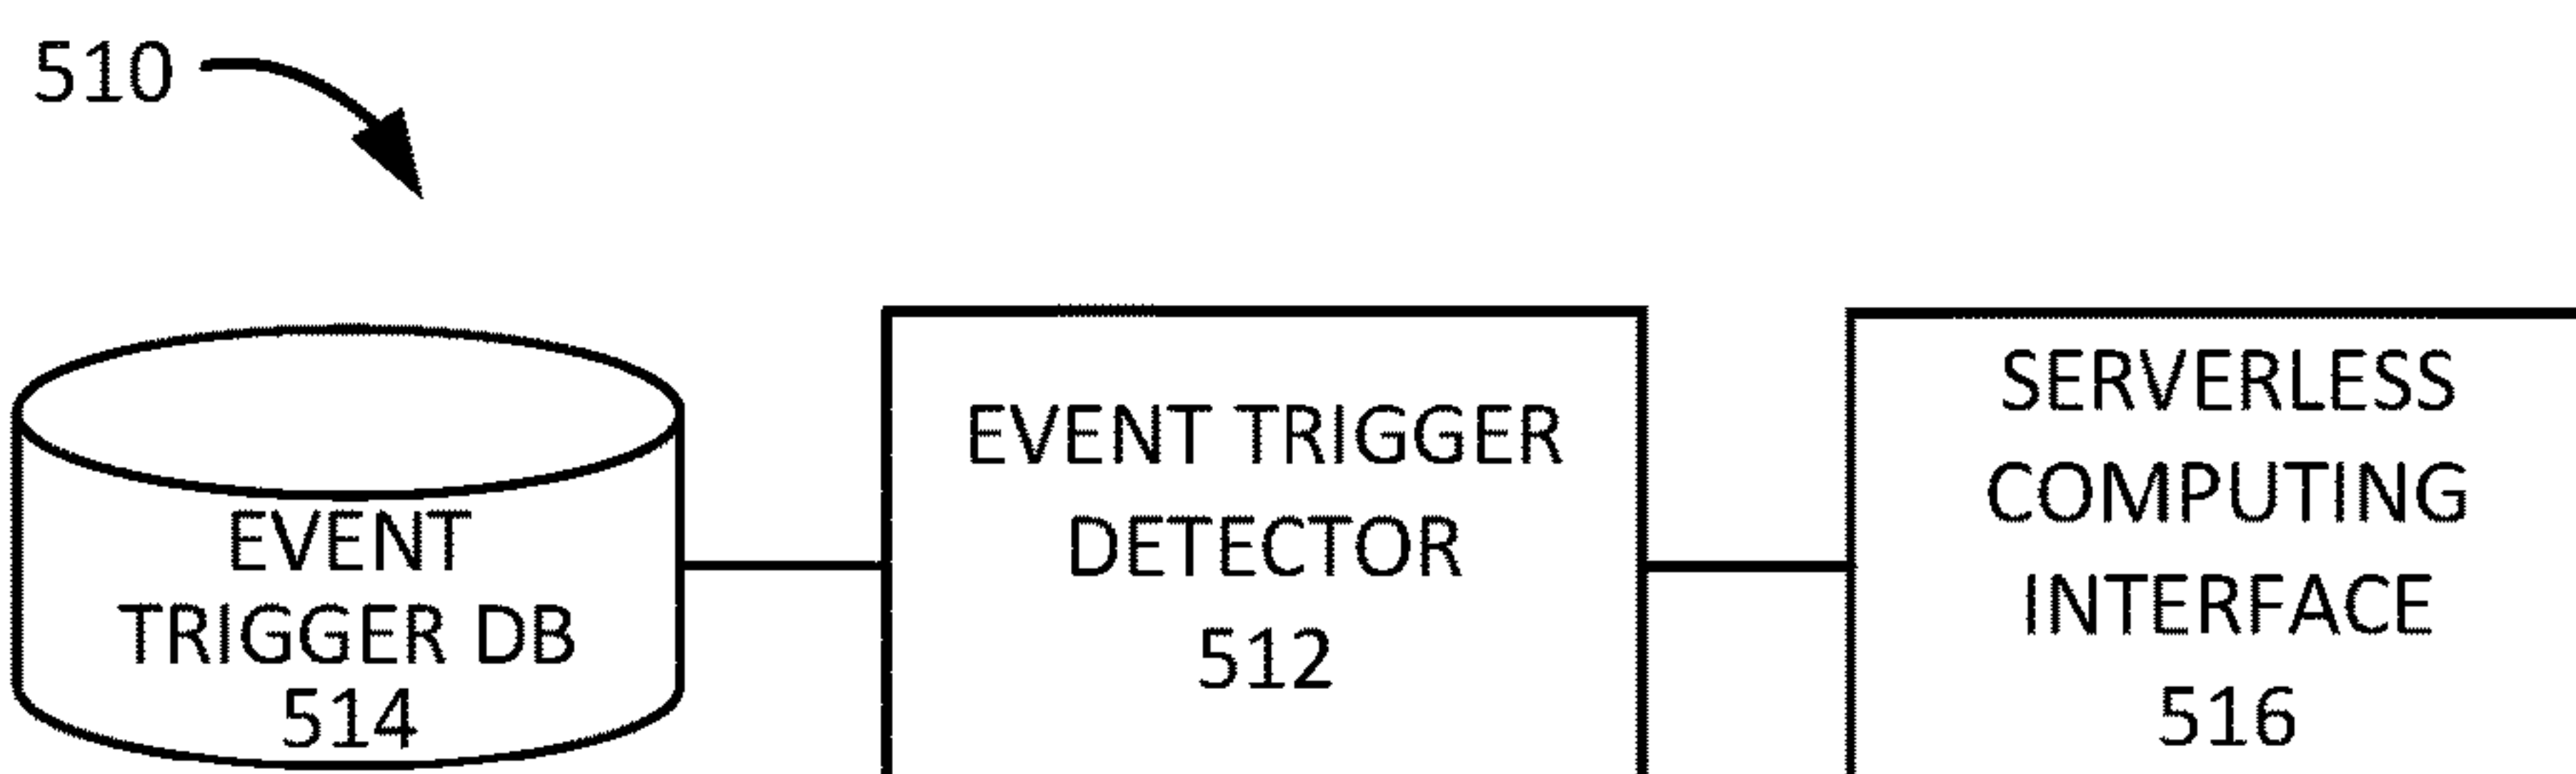 510
EVENT
TRIGGER DB
514
EVENT TRIGGER
DETECTOR
512
SERVERLESS
COMPUTING
INTERFACE
516